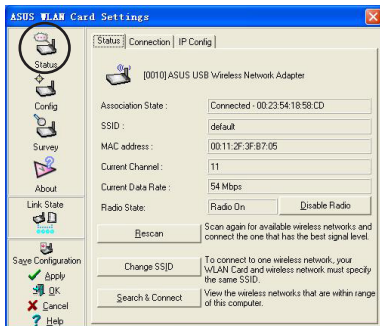 ASUS WLAN Card Settings
Status
Config
Survey
About
Link State
Save Configuration
Apply
OK
Cancel
Help
Status Connection IP Config
[0010] ASUS USB Wireless Network Adapter
Association State : Connected - 00:23:54:18:58:CD
SSID : default
MAC address : 00:11:2F:3F:B7:05
Current Channel : 11
Current Data Rate : 54 Mbps
Radio State: Radio On Disable Radio
Rescan
Scan again for available wireless networks and
connect the one that has the best signal level.
Change SSID
To connect to one wireless network, your
WLAN Card and wireless network must specify
the same SSID.
Search & Connect
View the wireless networks that are within range
of this computer.